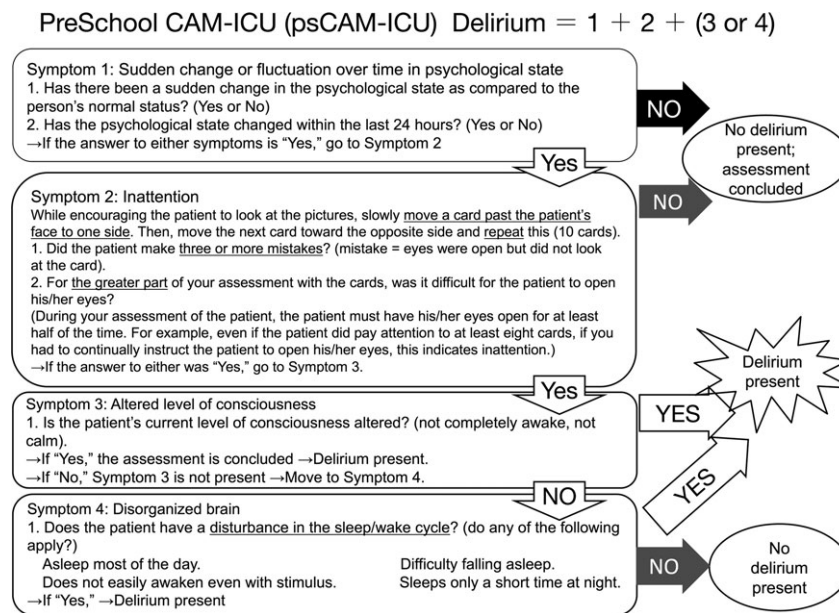 PreSchool CAM-ICU (psCAM-ICU) Delirium = 1 + 2 + (3 or 4)
Symptom 1: Sudden change or fluctuation over time in psychological state
1. Has there been a sudden change in the psychological state as compared to the
person's normal status? (Yes or No)
2. Has the psychological state changed within the last 24 hours? (Yes or No)
→If the answer to either symptoms is “Yes,” go to Symptom 2
NO
No delirium
present;
assessment
concluded
Yes
Symptom 2: Inattention
While encouraging the patient to look at the pictures, slowly move a card past the patient's
face to one side. Then, move the next card toward the opposite side and repeat this (10 cards).
1. Did the patient make three or more mistakes? (mistake = eyes were open but did not look
at the card).
2. For the greater part of your assessment with the cards, was it difficult for the patient to open
his/her eyes?
(During your assessment of the patient, the patient must have his/her eyes open for at least
half of the time. For example, even if the patient did pay attention to at least eight cards, if you
had to continually instruct the patient to open his/her eyes, this indicates inattention.)
→If the answer to either was “Yes,” go to Symptom 3.
NO
Yes
Symptom 3: Altered level of consciousness
1. Is the patient's current level of consciousness altered? (not completely awake, not
calm).
→If “Yes,” the assessment is concluded →Delirium present.
→If “No,” Symptom 3 is not present →Move to Symptom 4.
YES
Delirium
present
NO
Symptom 4: Disorganized brain
1. Does the patient have a disturbance in the sleep/wake cycle? (do any of the following
apply?)
Asleep most of the day. Difficulty falling asleep.
Does not easily awaken even with stimulus. Sleeps only a short time at night.
→If “Yes,” →Delirium present
YES
NO
No
delirium
present